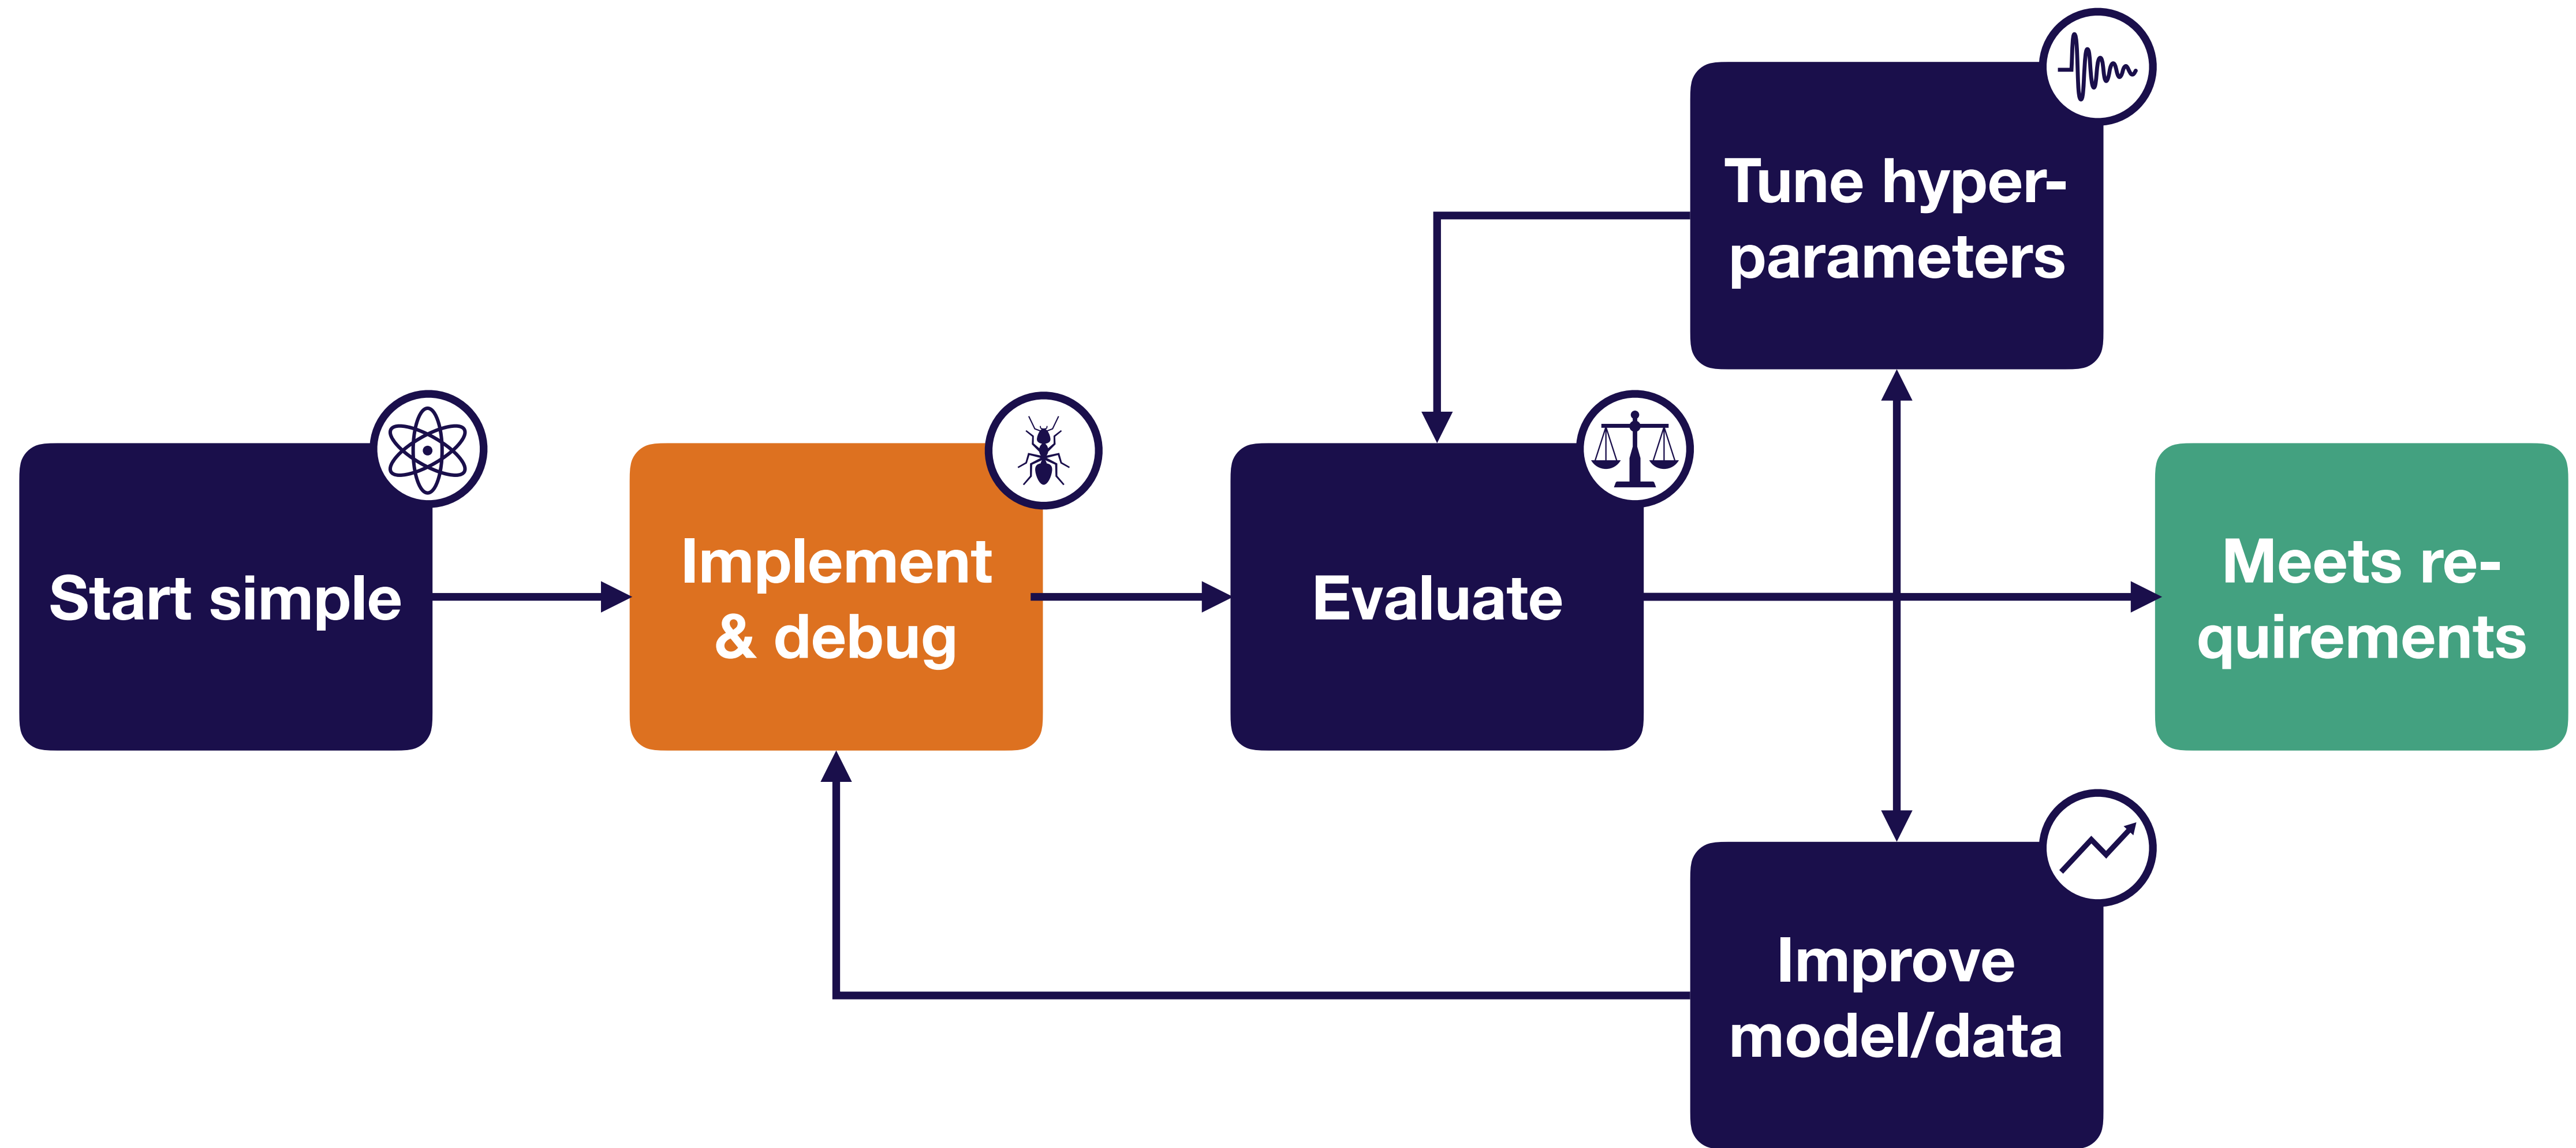 Tune hyper-
parameters
Start simple
Implement
& debug
Evaluate
Meets re-
quirements
Improve
model/data